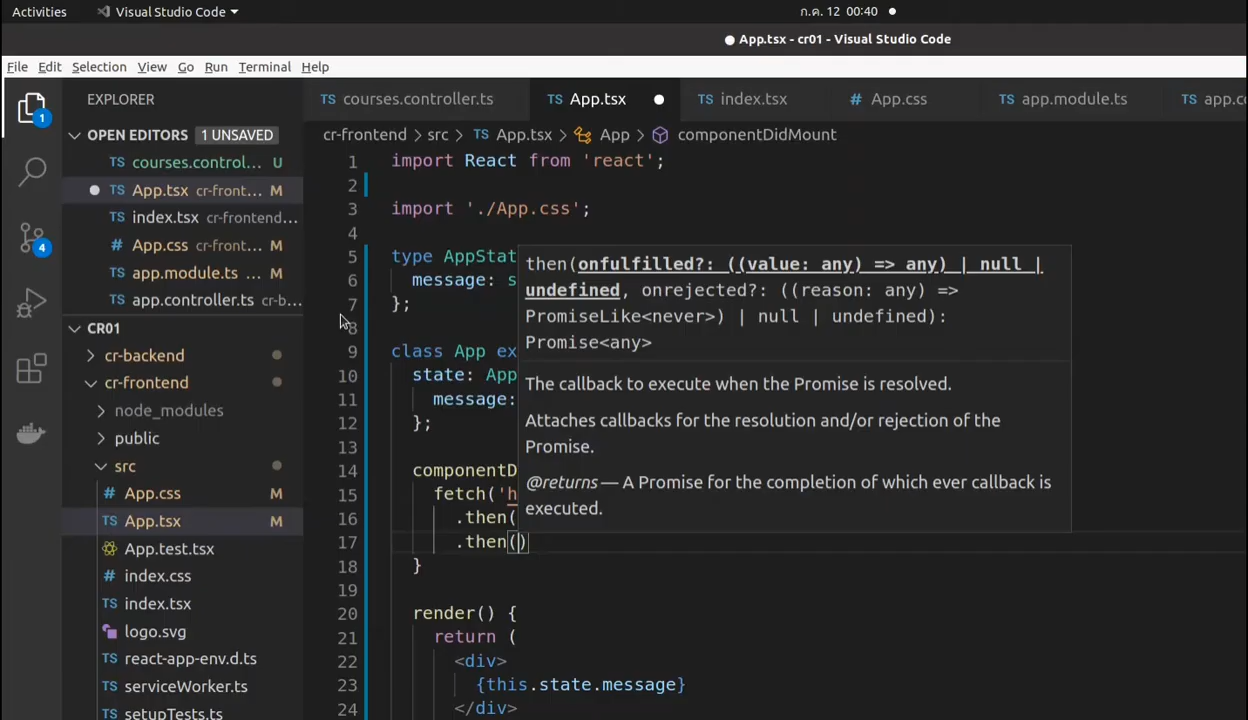 Activities
Visual Studio Code
ก.ค. 12 00:40
App.tsx - cr01 - Visual Studio Code
File Edit Selection View Go Run Terminal Help
1
4
EXPLORER
OPEN EDITORS 1 UNSAVED
TS courses.control... U
TS App.tsx cr-front... M
TS index.tsx cr-frontend...
# App.css cr-front... M
TS app.module.ts cr-...
TS app.controller.ts cr-b...
CR01
cr-backend
cr-frontend
node_modules
public
src
# App.css M
TS App.tsx M
App.test.tsx
# index.css
TS index.tsx
logo.svg
TS react-app-env.d.ts
TS serviceWorker.ts
TS setupTests.ts
TS courses.controller.ts TS App.tsx TS index.tsx # App.css TS app.module.ts TS app.co
cr-frontend > src > TS App.tsx > App > componentDidMount
1 import React from 'react';
2
3 import './App.css';
4
5 type AppStat
6 message: s
7 };
8
9 class App ex
10 state: App
11 message:
12 };
13
14 componentD
15 fetch('h
16 .then(
17 .then()
18 }
19
20 render() {
21 return (
22 <div>
23 {this.state.message}
24 </div>
then(onfulfilled?: ((value: any) => any) | null |
undefined, onrejected?: ((reason: any) =>
PromiseLike<never>) | null | undefined):
Promise<any>
The callback to execute when the Promise is resolved.
Attaches callbacks for the resolution and/or rejection of the
Promise.
@returns — A Promise for the completion of which ever callback is
executed.